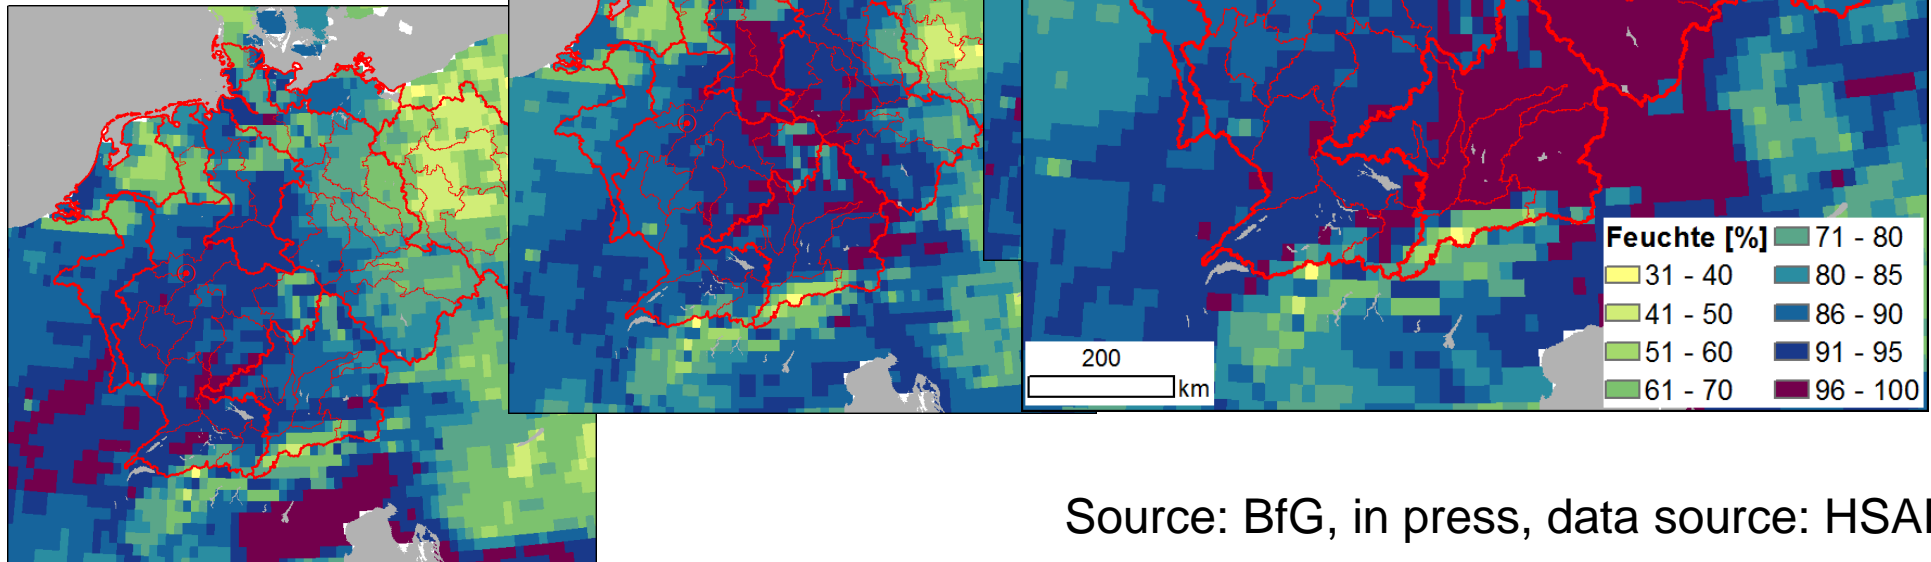 Feuchte [%]
31 - 40
41 - 50
51 - 60
61 - 70
71 - 80
80 - 85
86 - 90
91 - 95
96 - 100
200
km
Source: BfG, in press, data source: